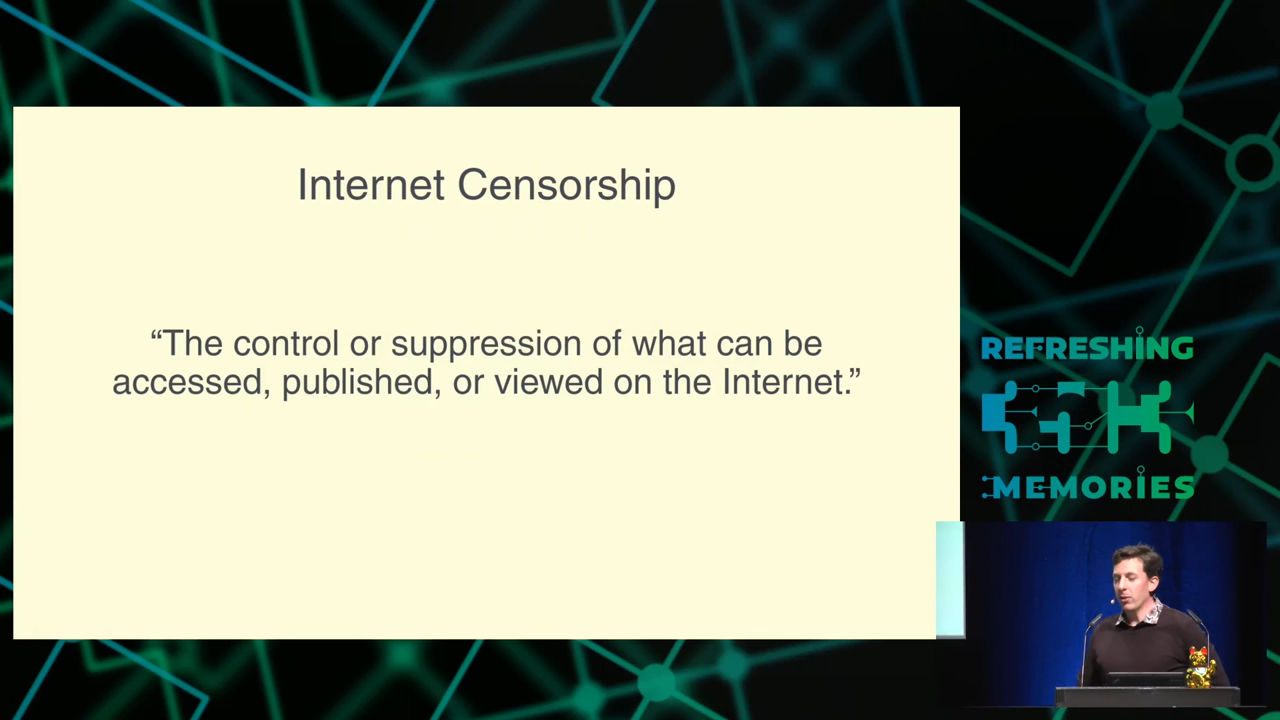 Internet Censorship
“The control or suppression of what can be
accessed, published, or viewed on the Internet.”
REFRESHING
35C3
MEMORIES